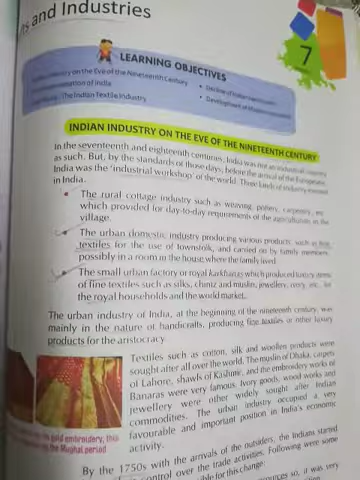 and Industries
7
LEARNING OBJECTIVES
on the Eve of the Nineteenth Century
of India
The Indian Textile Industry
INDIAN INDUSTRY ON THE EVE OF THE NINETEENTH CENTURY
In the seventeenth and eighteenth centuries, India was not an industrial country
as such. But, by the standards of those days, before the arrival of the Europeans,
India was the 'industrial workshop' of the world. Three kinds of industry existed
in India.
• The rural cottage industry such as weaving, pottery, carpentry, etc.
which provided for day-to-day requirements of the agriculturists in the
village.
The urban domestic industry producing various products such as fine
textiles for the use of townsfolk, and carried on by family members,
possibly in a room in the house where the family lived.
The small urban factory or royal karkhanas which produced luxury items
of fine textiles such as silks, chintz and muslin, jewellery, ivory, etc., for
the royal households and the world market.
The urban industry of India, at the beginning of the nineteenth century, was
mainly in the nature of handicrafts, producing fine textiles or other luxury
products for the aristocracy.
Textiles such as cotton, silk and woollen products were
sought after all over the world. The muslin of Dhaka, carpets
of Lahore, shawls of Kashmir, and the embroidery works of
Banaras were very famous. Ivory goods, wood works and
jewellery were other widely sought after Indian
commodities. The urban industry occupied a very
favourable and important position in India's economic
activity.
gold embroidery, this
the Mughal period
By the 1750s with the arrivals of the outsiders, the Indians started
control over the trade activities. Following were some
for this change:
resources so, it was very